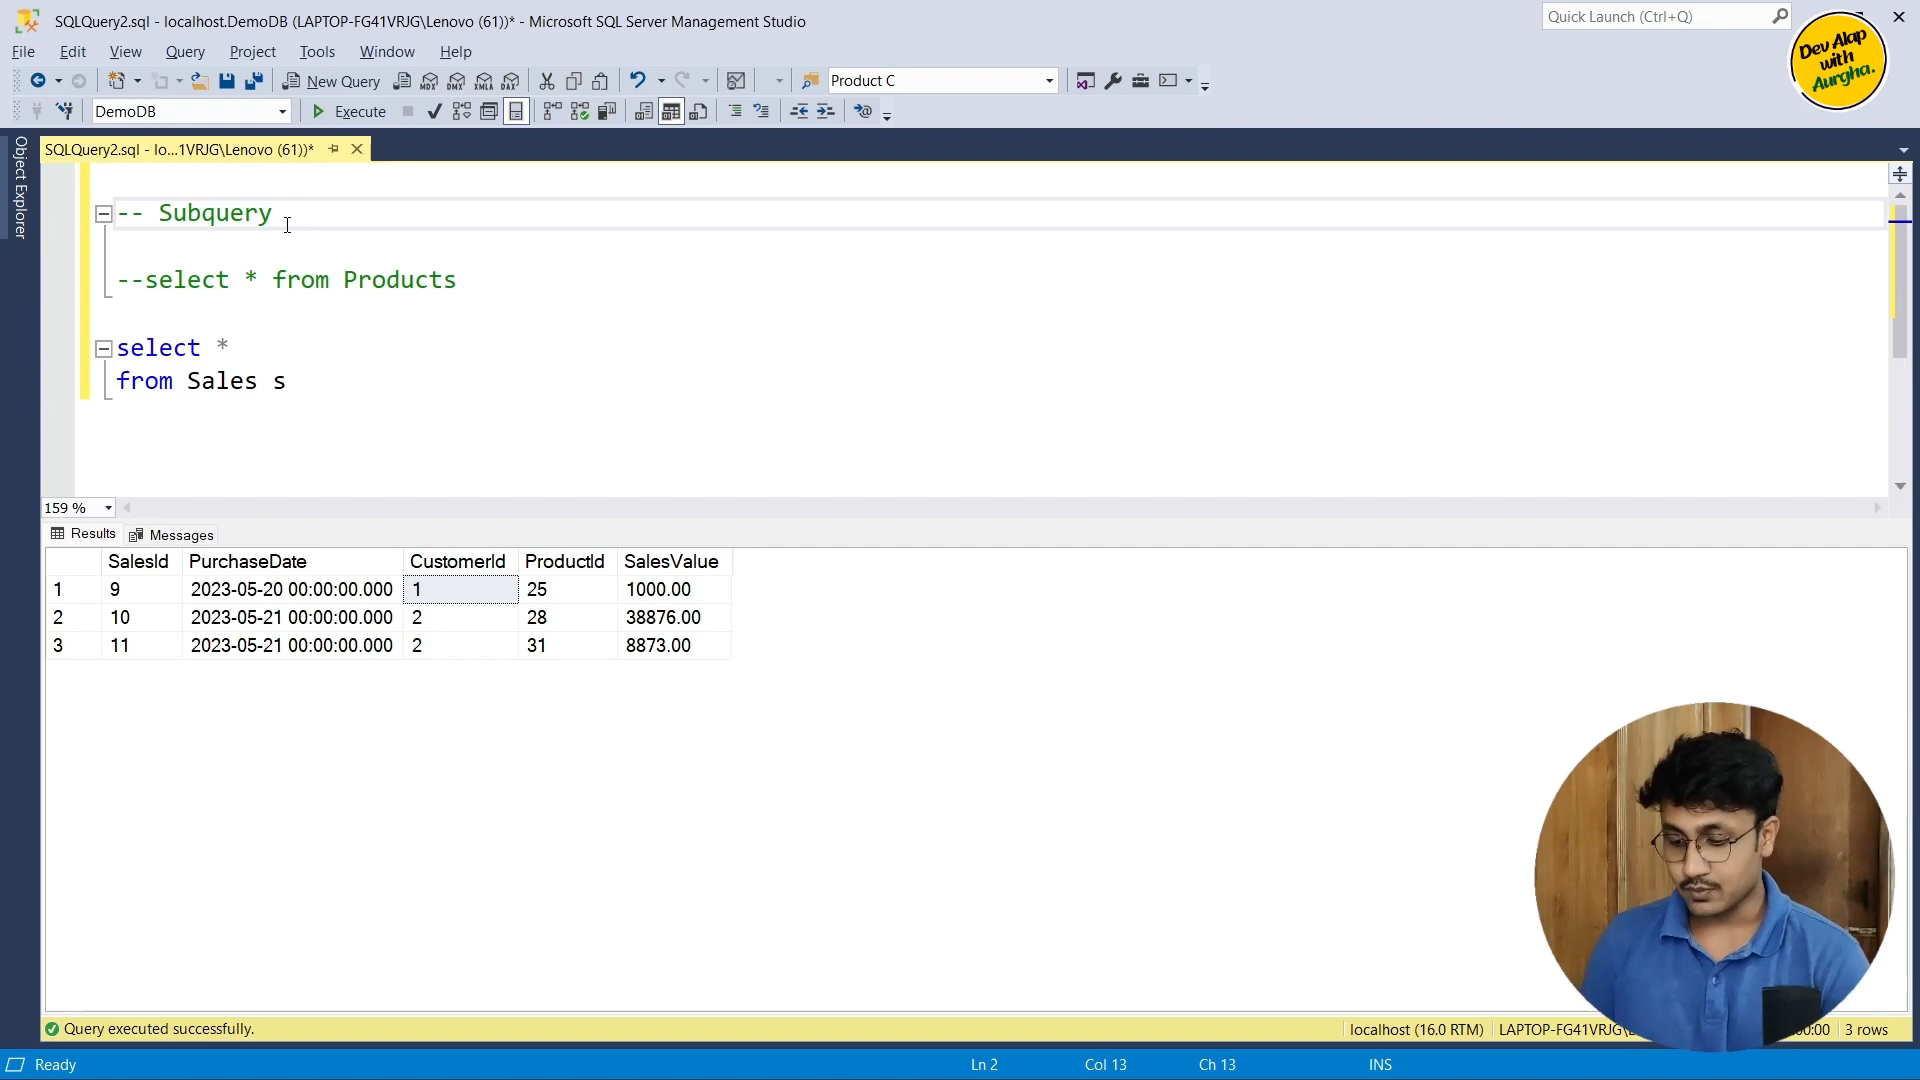 SQLQuery2.sql - localhost.DemoDB (LAPTOP-FG41VRJG\Lenovo (61))* - Microsoft SQL Server Management Studio
Quick Launch (Ctrl+Q)
File Edit View Query Project Tools Window Help
New Query
MDX DMX XMLA DAX
Product C
DemoDB
Execute
Dev Alap
with
Aurgha.
Object Explorer
SQLQuery2.sql - lo...1VRJG\Lenovo (61))*
-- Subquery
--select * from Products
select *
from Sales s
159 %
Results Messages
SalesId PurchaseDate CustomerId ProductId SalesValue
1 9 2023-05-20 00:00:00.000 1 25 1000.00
2 10 2023-05-21 00:00:00.000 2 28 38876.00
3 11 2023-05-21 00:00:00.000 2 31 8873.00
Query executed successfully.
localhost (16.0 RTM) 3 rows
Ready Ln 2 Col 13 Ch 13 INS